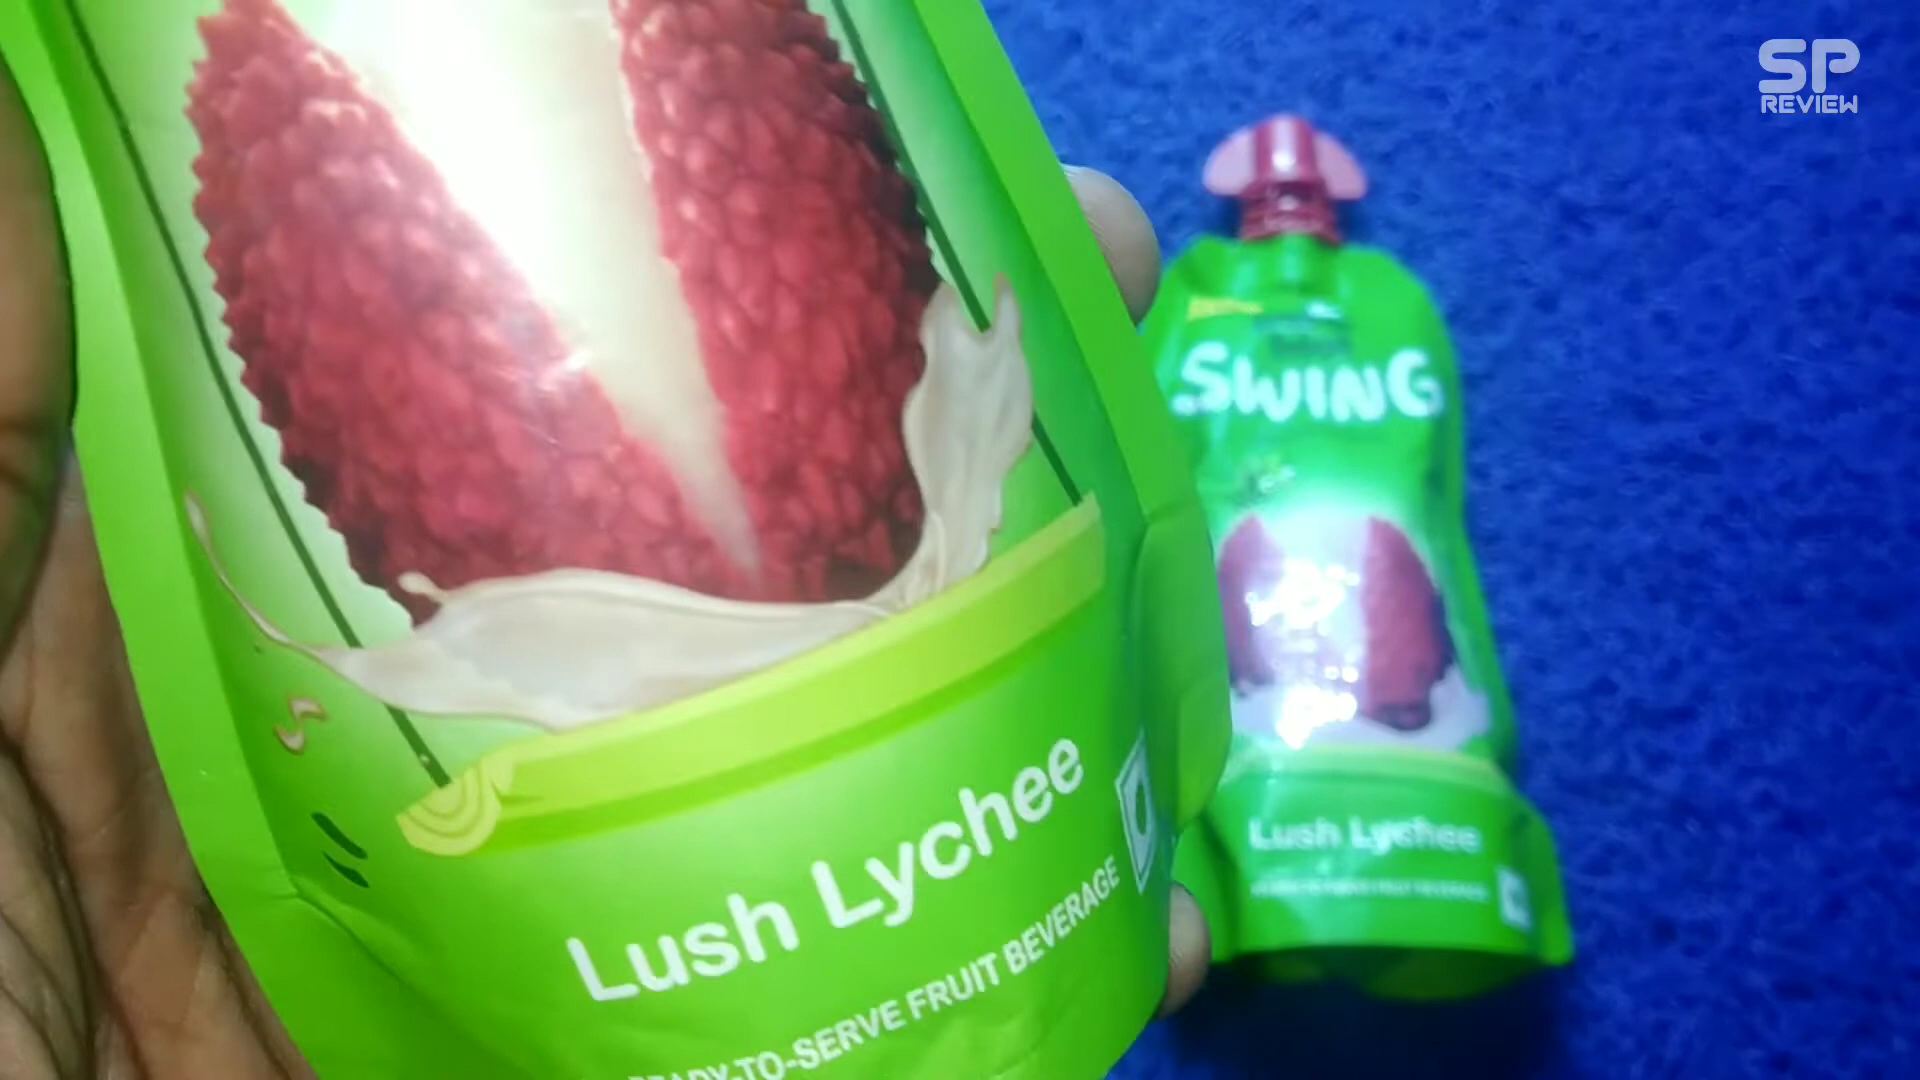 SP
REVIEW
SWING
Lush Lychee
Lush Lychee
READY-TO-SERVE FRUIT BEVERAGE